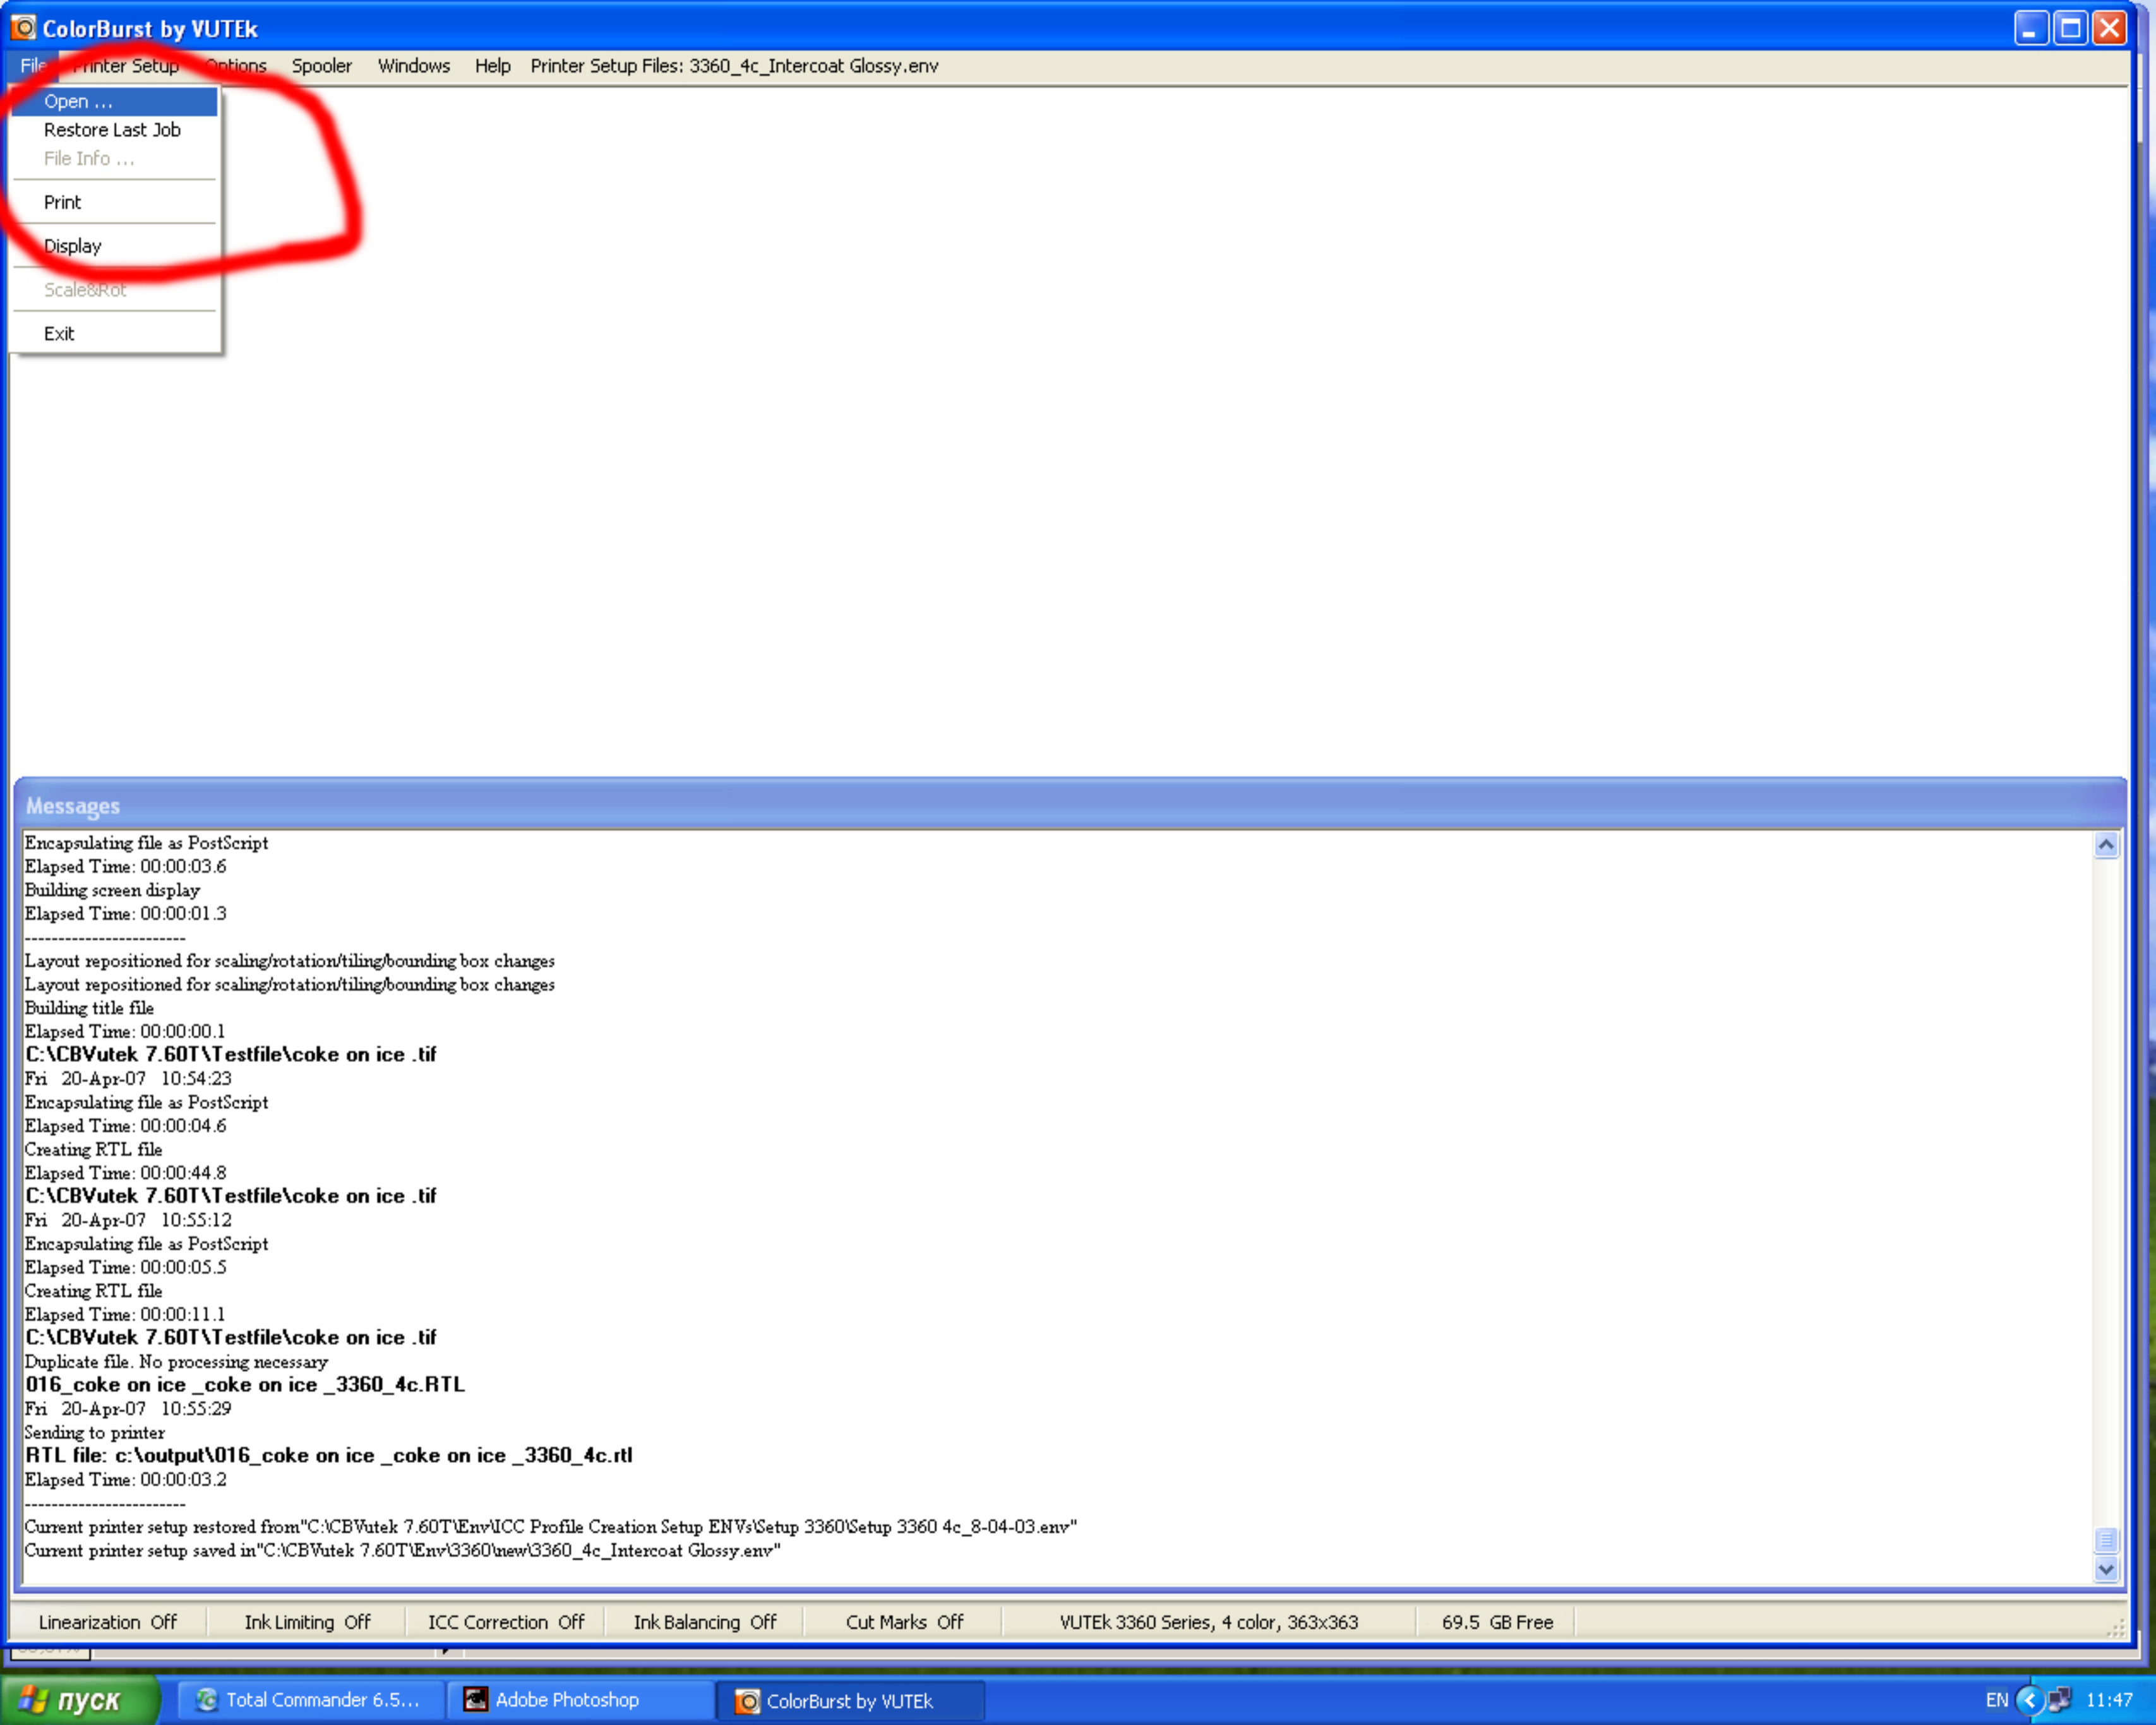 ColorBurst by VUTEk
File Printer Setup Options Spooler Windows Help Printer Setup Files: 3360_4c_Intercoat Glossy.env
Open ...
Restore Last Job
File Info ...
Print
Display
Scale&Rot
Exit
Messages
Encapsulating file as PostScript
Elapsed Time: 00:00:03.6
Building screen display
Elapsed Time: 00:00:01.3
------------------------
Layout repositioned for scaling/rotation/tiling/bounding box changes
Layout repositioned for scaling/rotation/tiling/bounding box changes
Building title file
Elapsed Time: 00:00:00.1
C:\CBVutek 7.60T\Testfile\coke on ice .tif
Fri 20-Apr-07 10:54:23
Encapsulating file as PostScript
Elapsed Time: 00:00:04.6
Creating RTL file
Elapsed Time: 00:00:44.8
C:\CBVutek 7.60T\Testfile\coke on ice .tif
Fri 20-Apr-07 10:55:12
Encapsulating file as PostScript
Elapsed Time: 00:00:05.5
Creating RTL file
Elapsed Time: 00:00:11.1
C:\CBVutek 7.60T\Testfile\coke on ice .tif
Duplicate file. No processing necessary
016_coke on ice _coke on ice _3360_4c.RTL
Fri 20-Apr-07 10:55:29
Sending to printer
RTL file: c:\output\016_coke on ice _coke on ice _3360_4c.rtl
Elapsed Time: 00:00:03.2
------------------------
Current printer setup restored from"C:\CBVutek 7.60T\Env\ICC Profile Creation Setup ENVs\Setup 3360\Setup 3360 4c_8-04-03.env"
Current printer setup saved in"C:\CBVutek 7.60T\Env\3360\new\3360_4c_Intercoat Glossy.env"
Linearization Off Ink Limiting Off ICC Correction Off Ink Balancing Off Cut Marks Off VUTEk 3360 Series, 4 color, 363x363 69.5 GB Free
пуск Total Commander 6.5... Adobe Photoshop ColorBurst by VUTEk EN 11:47